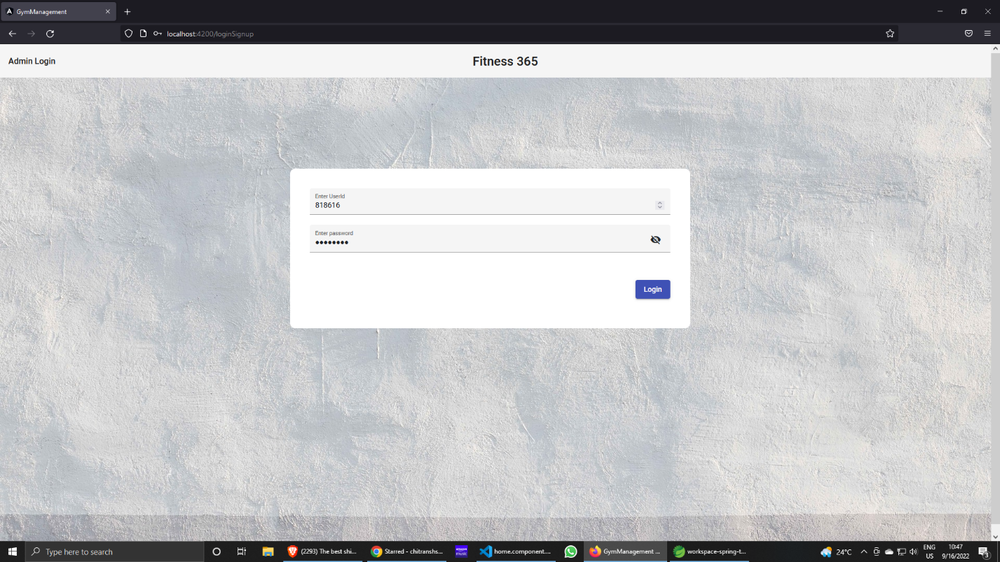 GymManagement
localhost:4200/loginSignup
Admin Login
Fitness 365
Enter UserId
818616
Enter password
••••••••
Login
Type here to search
(2293) The best shi...
Starred - chitranshs...
amazon music
home.component....
GymManagement ...
workspace-spring-t...
24°C
ENG
US
10:47
9/16/2022
3